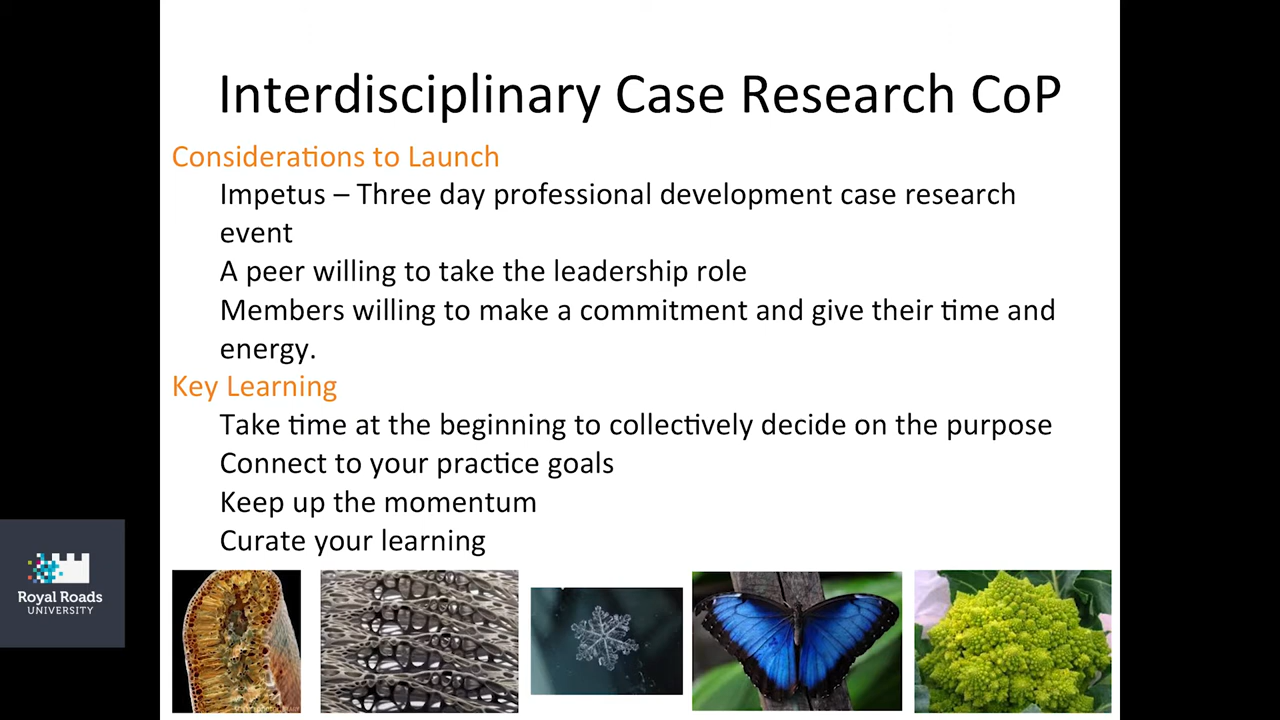 Interdisciplinary Case Research CoP
Considerations to Launch
Impetus – Three day professional development case research
event
A peer willing to take the leadership role
Members willing to make a commitment and give their time and
energy.
Key Learning
Take time at the beginning to collectively decide on the purpose
Connect to your practice goals
Keep up the momentum
Curate your learning
Royal Roads
UNIVERSITY